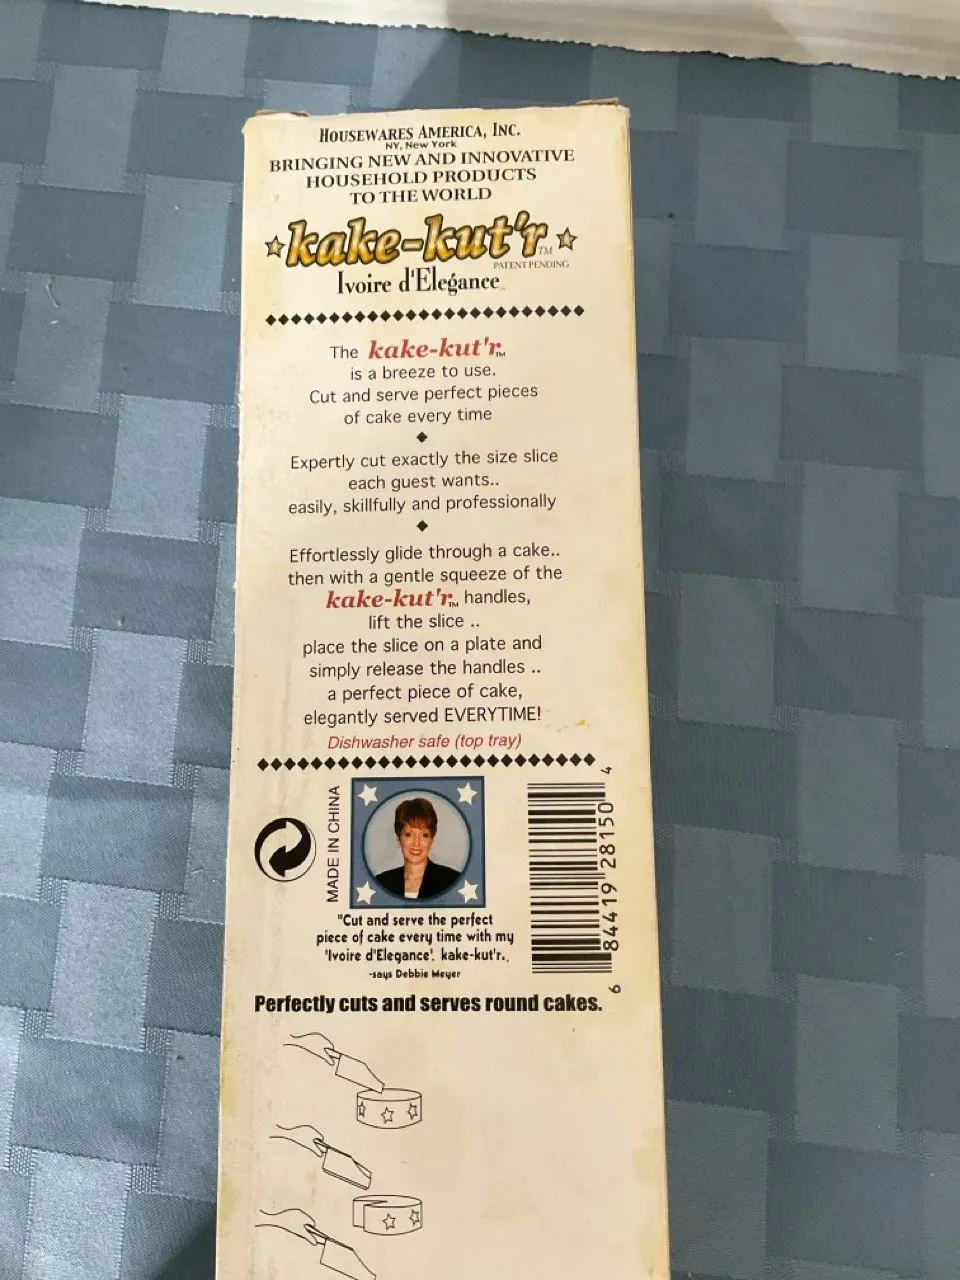 HOUSEWARES AMERICA, INC.
NY, New York
BRINGING NEW AND INNOVATIVE
HOUSEHOLD PRODUCTS
TO THE WORLD
kake-kut'r TM
PATENT PENDING
Ivoire d'Elegance
The kake-kut'r TM
is a breeze to use.
Cut and serve perfect pieces
of cake every time
Expertly cut exactly the size slice
each guest wants..
easily, skillfully and professionally
Effortlessly glide through a cake..
then with a gentle squeeze of the
kake-kut'r TM handles,
lift the slice ..
place the slice on a plate and
simply release the handles ..
a perfect piece of cake,
elegantly served EVERYTIME!
Dishwasher safe (top tray)
MADE IN CHINA
"Cut and serve the perfect
piece of cake every time with my
'Ivoire d'Elegance'. kake-kut'r.
-says Debbie Meyer
6 84419 28150 4
Perfectly cuts and serves round cakes.